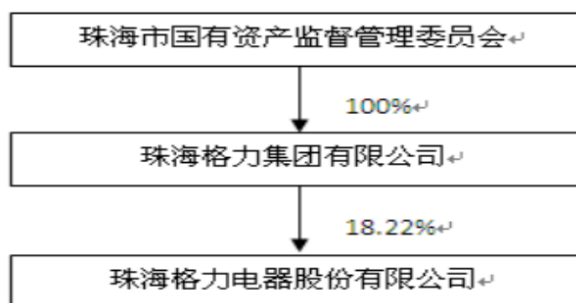 珠海市国有资产监督管理委员会
100%
珠海格力集团有限公司
18.22%
珠海格力电器股份有限公司